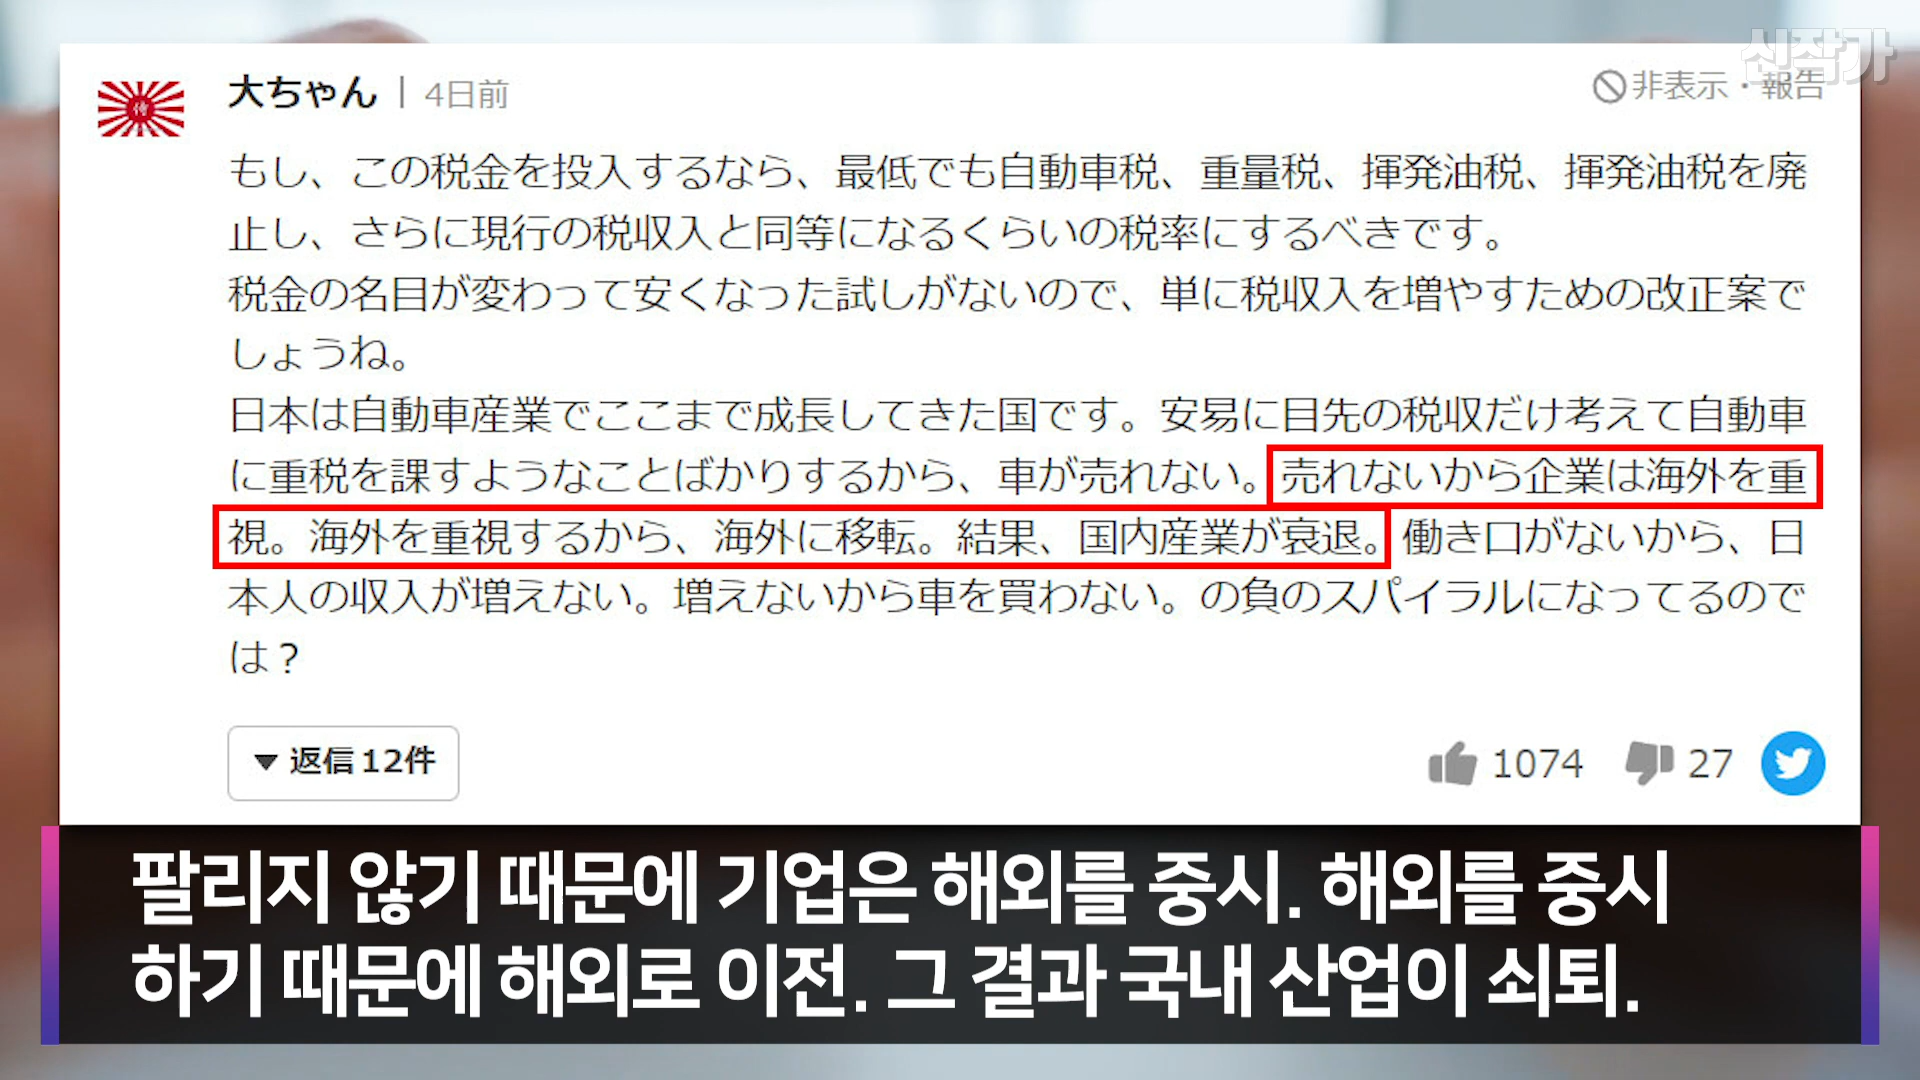 신작가
侍
大ちゃん | 4日前
非表示・報告
もし、この税金を投入するなら、最低でも自動車税、重量税、揮発油税、揮発油税を廃
止し、さらに現行の税収入と同等になるくらいの税率にするべきです。
税金の名目が変わって安くなった試しがないので、単に税収入を増やすための改正案で
しょうね。
日本は自動車産業でここまで成長してきた国です。安易に目先の税収だけ考えて自動車
に重税を課すようなことばかりするから、車が売れない。売れないから企業は海外を重
視。海外を重視するから、海外に移転。結果、国内産業が衰退。働き口がないから、日
本人の収入が増えない。増えないから車を買わない。の負のスパイラルになってるので
は？
返信12件
1074 27
팔리지 않기 때문에 기업은 해외를 중시. 해외를 중시
하기 때문에 해외로 이전. 그 결과 국내 산업이 쇠퇴.